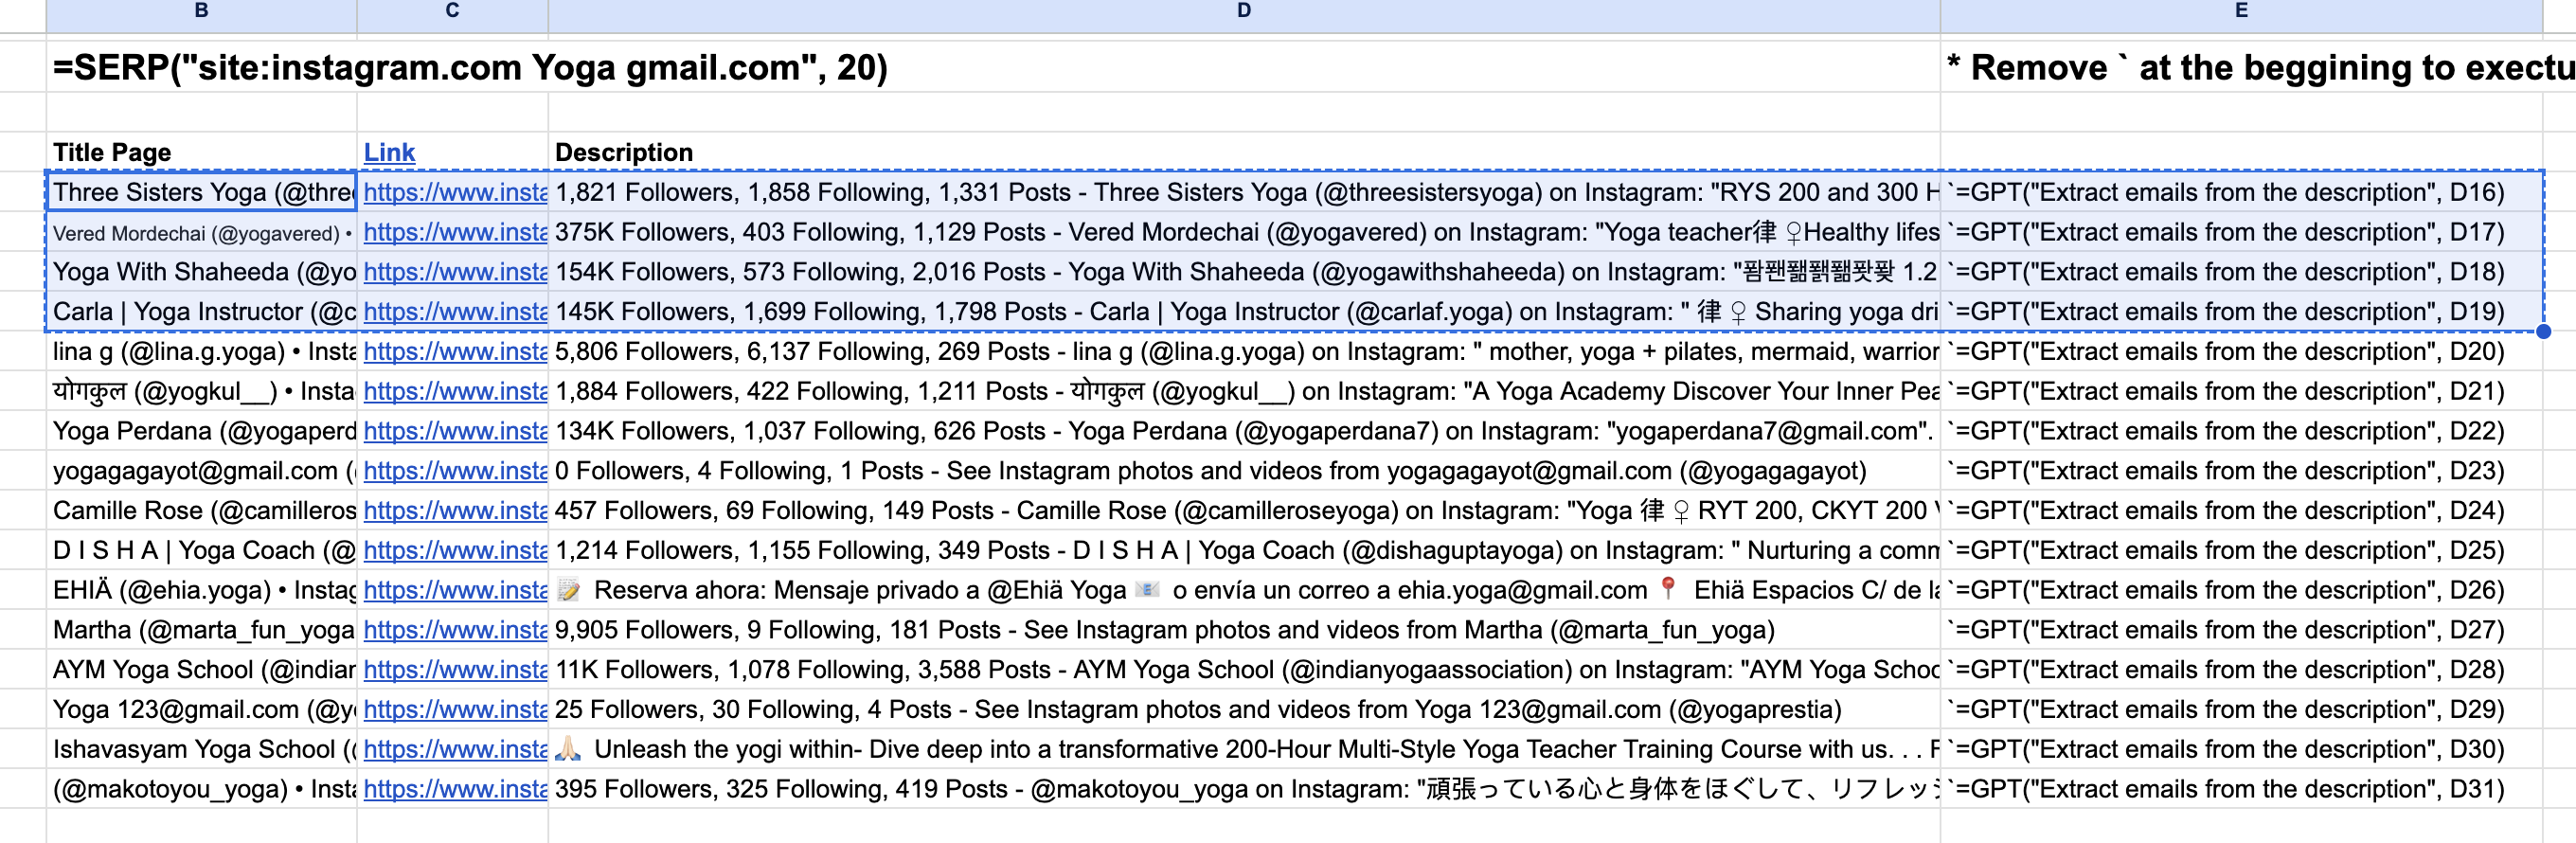 B C D E
=SERP("site:instagram.com Yoga gmail.com", 20) * Remove ` at the beggining to exectu
Title Page Link Description
Three Sisters Yoga (@three https://www.insta 1,821 Followers, 1,858 Following, 1,331 Posts - Three Sisters Yoga (@threesistersyoga) on Instagram: "RYS 200 and 300 H `=GPT("Extract emails from the description", D16)
Vered Mordechai (@yogavered) • https://www.insta 375K Followers, 403 Following, 1,129 Posts - Vered Mordechai (@yogavered) on Instagram: "Yoga teacher律 ♀Healthy lifes `=GPT("Extract emails from the description", D17)
Yoga With Shaheeda (@yo https://www.insta 154K Followers, 573 Following, 2,016 Posts - Yoga With Shaheeda (@yogawithshaheeda) on Instagram: " 1.2 `=GPT("Extract emails from the description", D18)
Carla | Yoga Instructor (@c https://www.insta 145K Followers, 1,699 Following, 1,798 Posts - Carla | Yoga Instructor (@carlaf.yoga) on Instagram: " 律 ♀ Sharing yoga dri `=GPT("Extract emails from the description", D19)
lina g (@lina.g.yoga) • Insta https://www.insta 5,806 Followers, 6,137 Following, 269 Posts - lina g (@lina.g.yoga) on Instagram: " mother, yoga + pilates, mermaid, warrior `=GPT("Extract emails from the description", D20)
योगकुल (@yogkul__) • Insta https://www.insta 1,884 Followers, 422 Following, 1,211 Posts - योगकुल (@yogkul__) on Instagram: "A Yoga Academy Discover Your Inner Pea `=GPT("Extract emails from the description", D21)
Yoga Perdana (@yogaperd https://www.insta 134K Followers, 1,037 Following, 626 Posts - Yoga Perdana (@yogaperdana7) on Instagram: "yogaperdana7@gmail.com". `=GPT("Extract emails from the description", D22)
yogagagayot@gmail.com ( https://www.insta 0 Followers, 4 Following, 1 Posts - See Instagram photos and videos from yogagagayot@gmail.com (@yogagagayot) `=GPT("Extract emails from the description", D23)
Camille Rose (@camilleros https://www.insta 457 Followers, 69 Following, 149 Posts - Camille Rose (@camilleroseyoga) on Instagram: "Yoga 律 ♀ RYT 200, CKYT 200 `=GPT("Extract emails from the description", D24)
D I S H A | Yoga Coach (@ https://www.insta 1,214 Followers, 1,155 Following, 349 Posts - D I S H A | Yoga Coach (@dishaguptayoga) on Instagram: " Nurturing a comm `=GPT("Extract emails from the description", D25)
EHIÄ (@ehia.yoga) • Instag https://www.insta 📝 Reserva ahora: Mensaje privado a @Ehiä Yoga 📧 o envía un correo a ehia.yoga@gmail.com 📍 Ehiä Espacios C/ de la `=GPT("Extract emails from the description", D26)
Martha (@marta_fun_yoga https://www.insta 9,905 Followers, 9 Following, 181 Posts - See Instagram photos and videos from Martha (@marta_fun_yoga) `=GPT("Extract emails from the description", D27)
AYM Yoga School (@indian https://www.insta 11K Followers, 1,078 Following, 3,588 Posts - AYM Yoga School (@indianyogaassociation) on Instagram: "AYM Yoga Schoo `=GPT("Extract emails from the description", D28)
Yoga 123@gmail.com (@yo https://www.insta 25 Followers, 30 Following, 4 Posts - See Instagram photos and videos from Yoga 123@gmail.com (@yogaprestia) `=GPT("Extract emails from the description", D29)
Ishavasyam Yoga School ( https://www.insta 🙏🏻 Unleash the yogi within- Dive deep into a transformative 200-Hour Multi-Style Yoga Teacher Training Course with us. . . F `=GPT("Extract emails from the description", D30)
(@makotoyou_yoga) • Insta https://www.insta 395 Followers, 325 Following, 419 Posts - @makotoyou_yoga on Instagram: "頑張っている心と身体をほぐして、リフレッシ `=GPT("Extract emails from the description", D31)